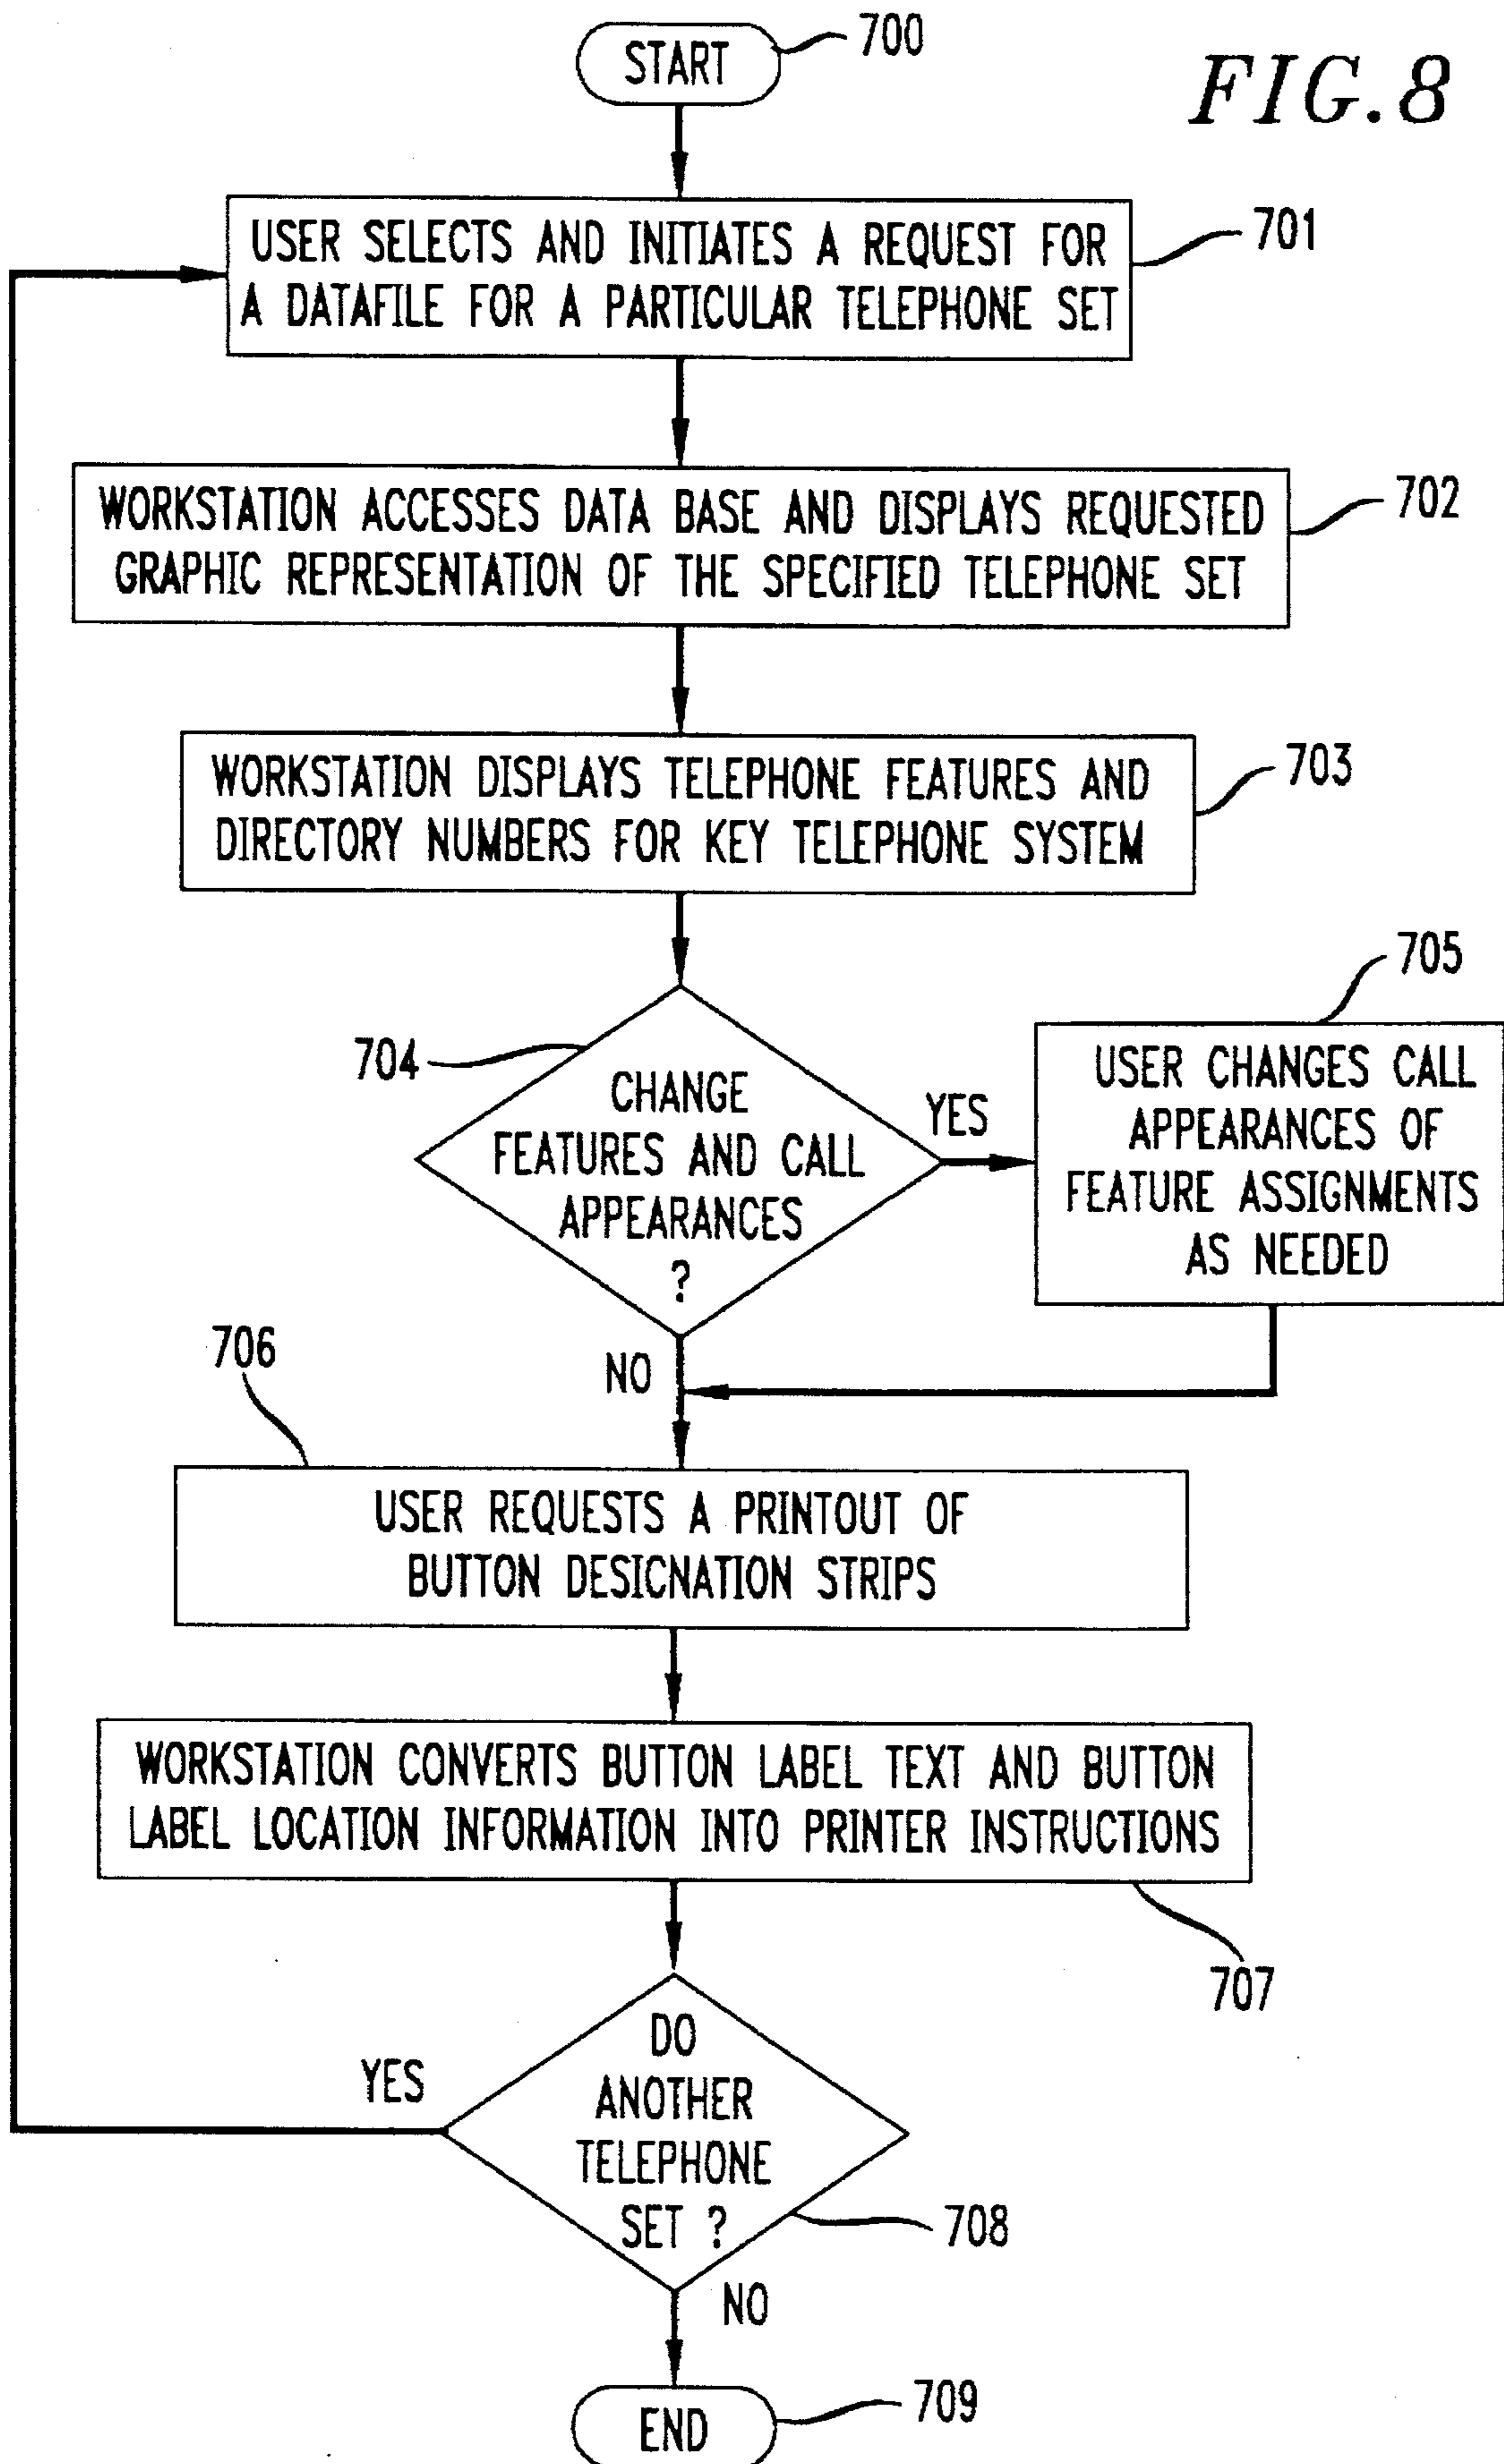 FIG.8
START
700
USER SELECTS AND INITIATES A REQUEST FOR
A DATAFILE FOR A PARTICULAR TELEPHONE SET
701
WORKSTATION ACCESSES DATA BASE AND DISPLAYS REQUESTED
GRAPHIC REPRESENTATION OF THE SPECIFIED TELEPHONE SET
702
WORKSTATION DISPLAYS TELEPHONE FEATURES AND
DIRECTORY NUMBERS FOR KEY TELEPHONE SYSTEM
703
704
CHANGE
FEATURES AND CALL
APPEARANCES
?
YES
705
USER CHANGES CALL
APPEARANCES OF
FEATURE ASSIGNMENTS
AS NEEDED
NO
706
USER REQUESTS A PRINTOUT OF
BUTTON DESICNATION STRIPS
WORKSTATION CONVERTS BUTTON LABEL TEXT AND BUTTON
LABEL LOCATION INFORMATION INTO PRINTER INSTRUCTIONS
707
YES
DO
ANOTHER
TELEPHONE
SET ?
708
NO
END
709